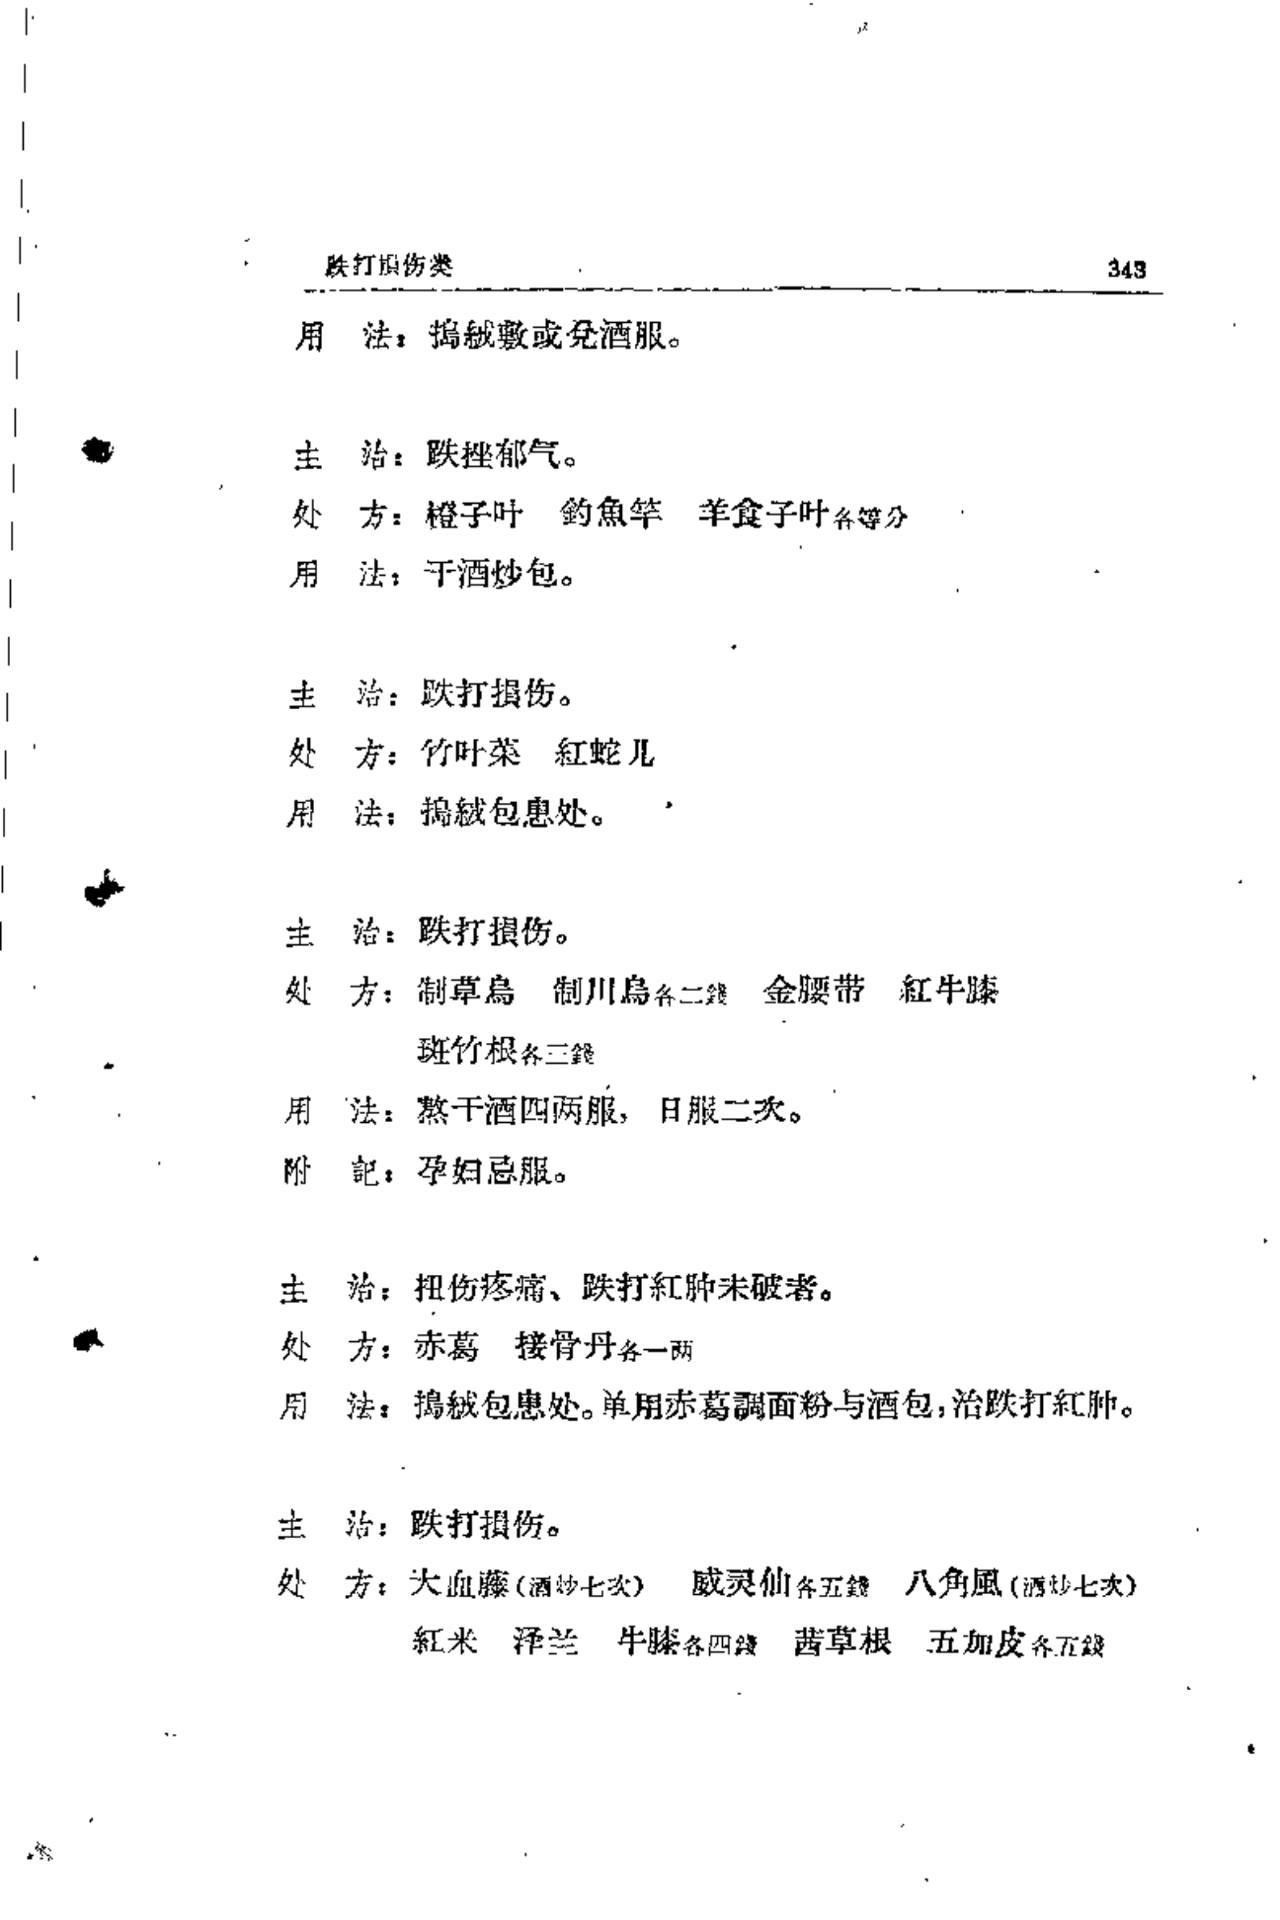 跌打損伤类 343
用 法：搗絨敷或兌酒服。
主 治：跌挫郁气。
处 方：橙子叶 釣魚竿 羊食子叶各等分
用 法：干酒炒包。
主 治：跌打損伤。
处 方：竹叶菜 紅蛇儿
用 法：搗絨包患处。
主 治：跌打損伤。
处 方：制草烏 制川烏各二錢 金腰带 紅牛膝
斑竹根各三錢
用 法：熬干酒四两服，日服二次。
附 記：孕妇忌服。
主 治：扭伤疼痛、跌打紅肿未破者。
处 方：赤葛 接骨丹各一两
用 法：搗絨包患处。单用赤葛調面粉与酒包，治跌打紅肿。
主 治：跌打損伤。
处 方：大血藤（酒炒七次） 威灵仙各五錢 八角風（酒炒七次）
紅米 泽兰 牛膝各四錢 茜草根 五加皮各五錢